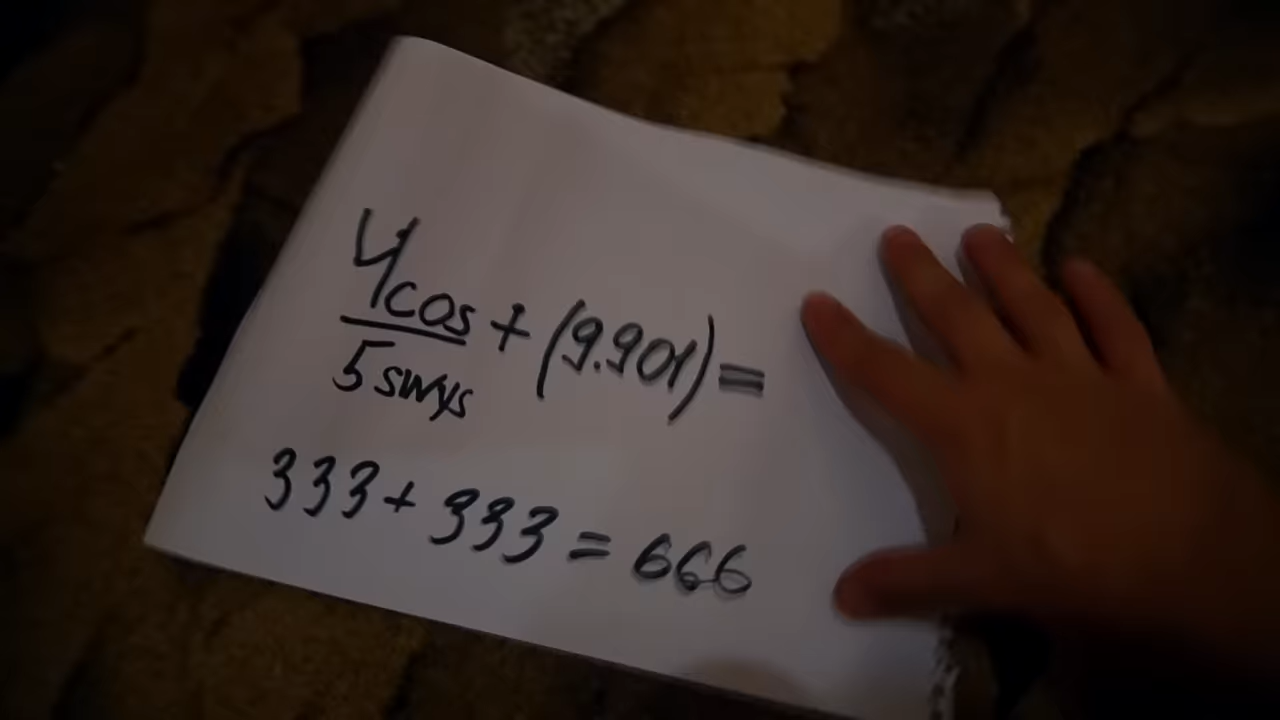 4cos
5swys + (9.901) =
333 + 333 = 666